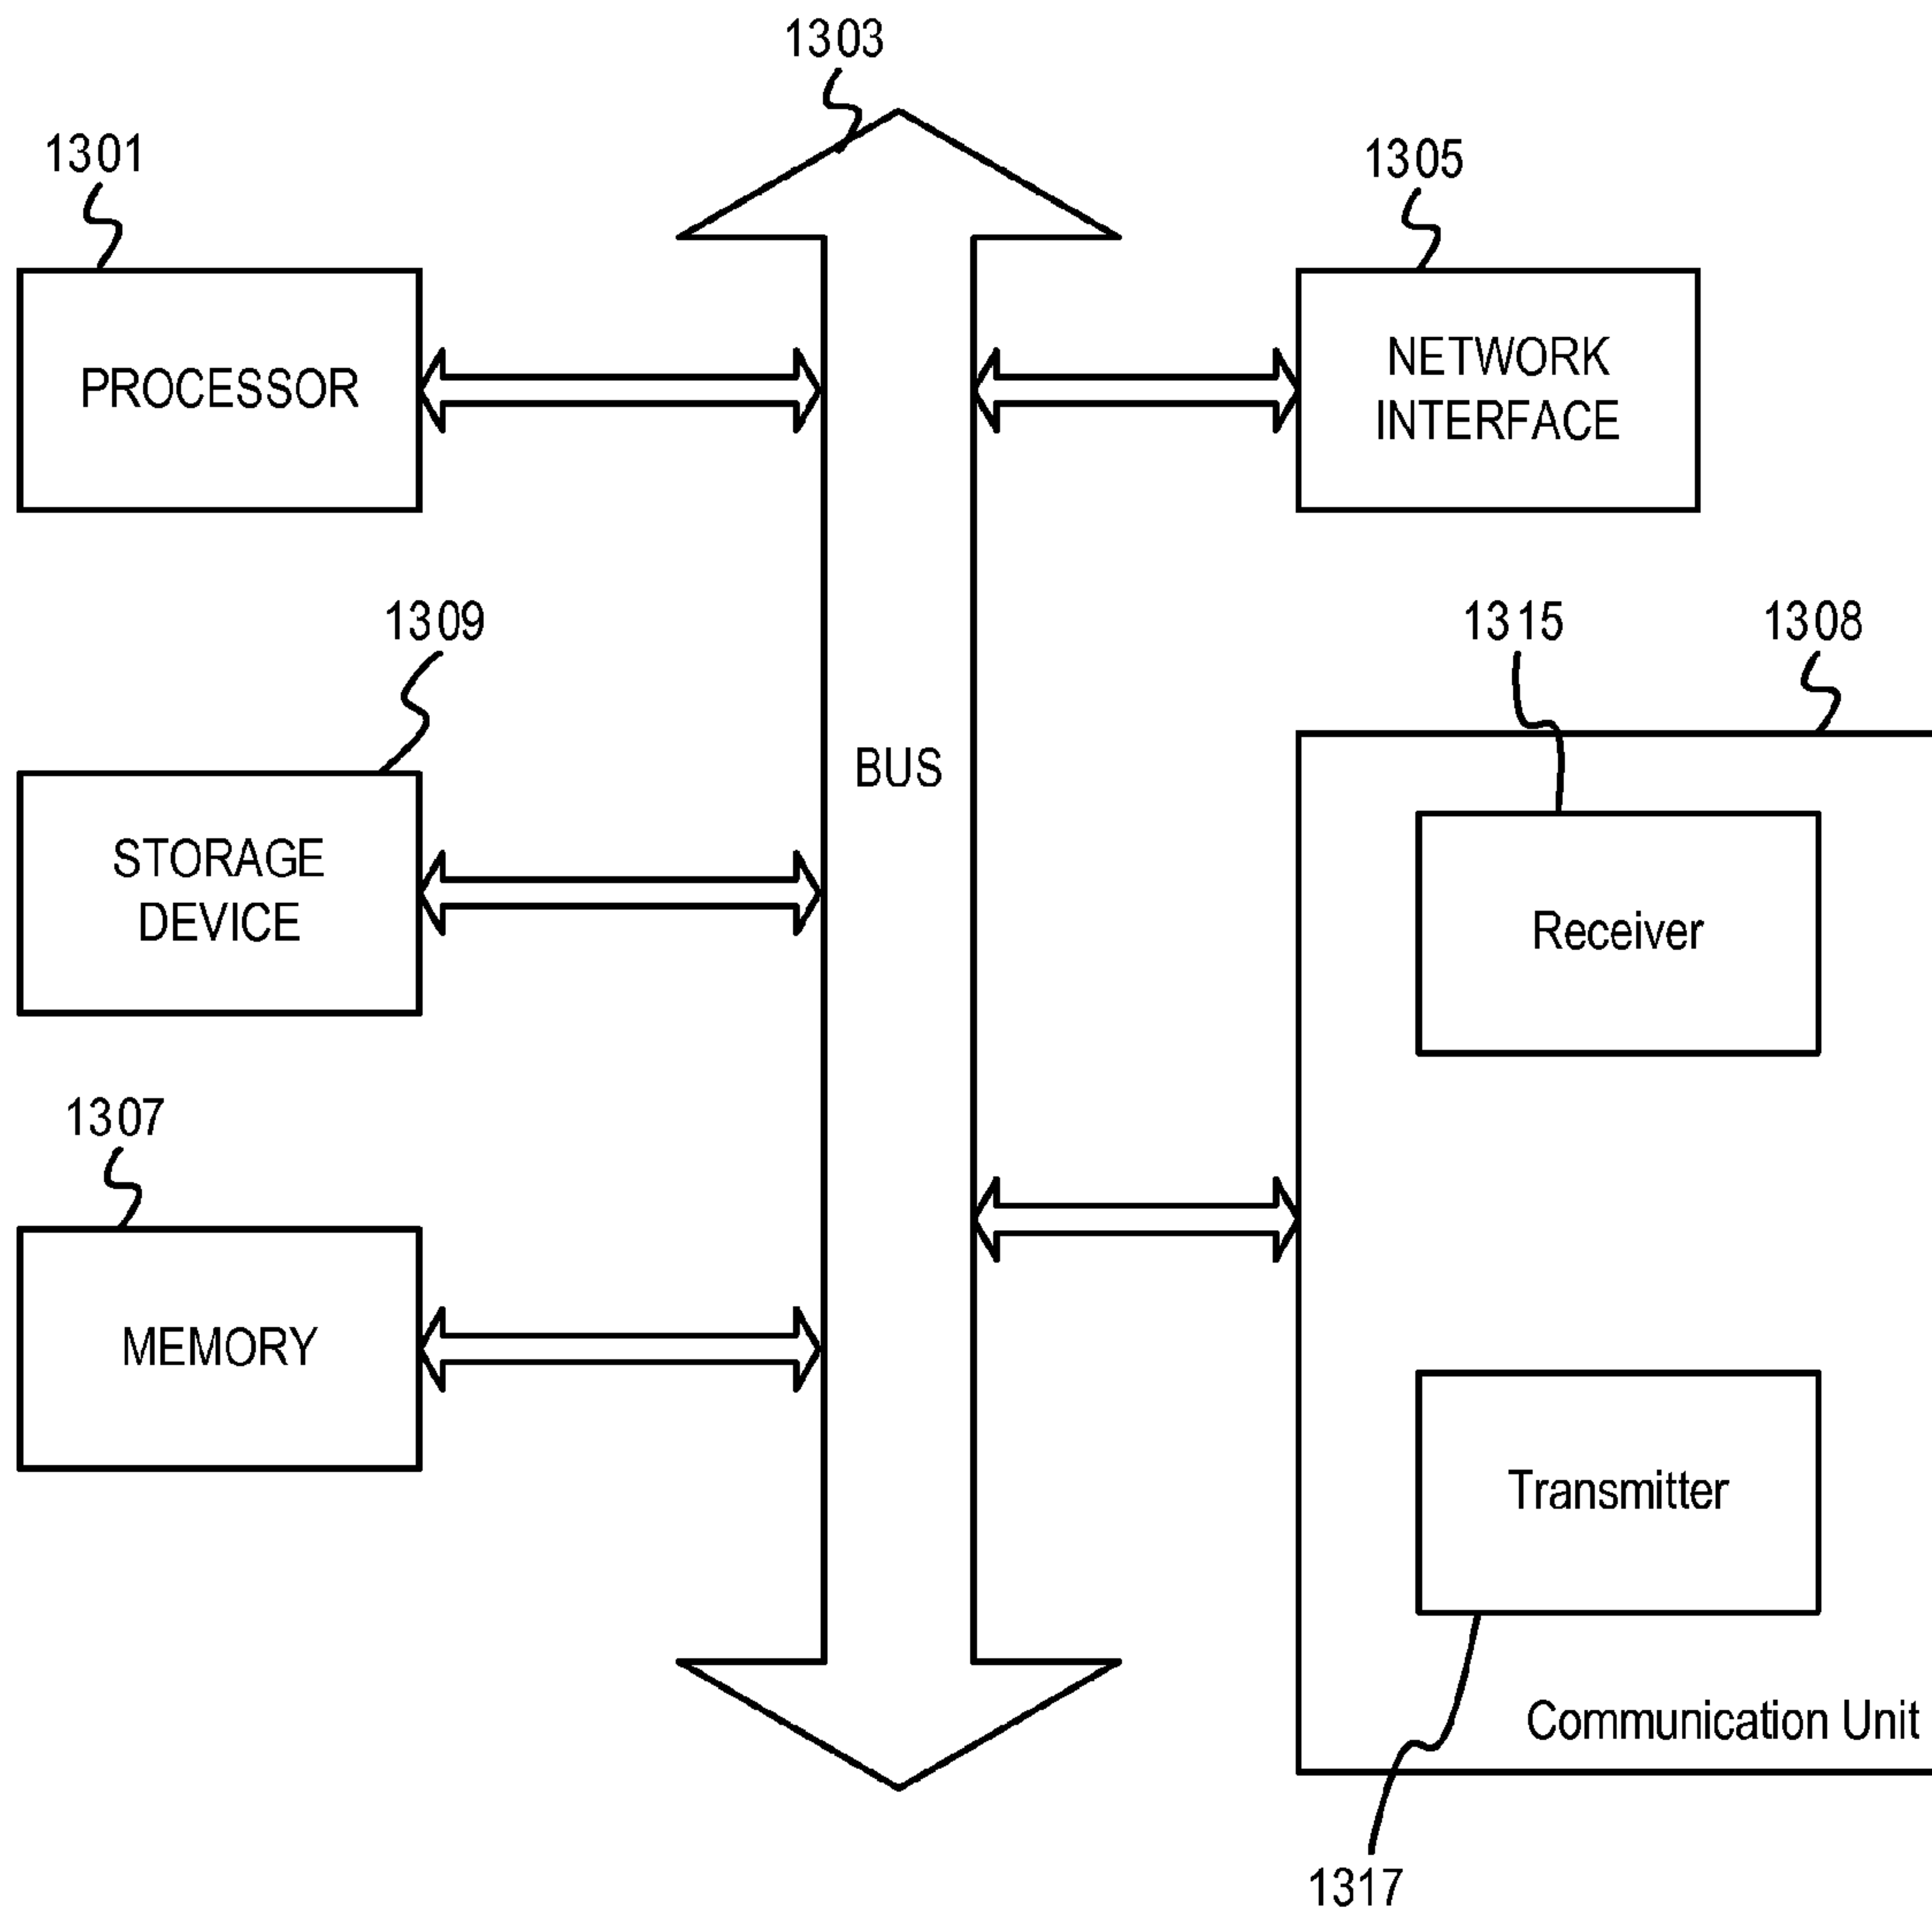 1303
1301
1305
PROCESSOR
NETWORK
INTERFACE
1309
1315
1308
BUS
STORAGE
DEVICE
Receiver
1307
MEMORY
Transmitter
Communication Unit
1317